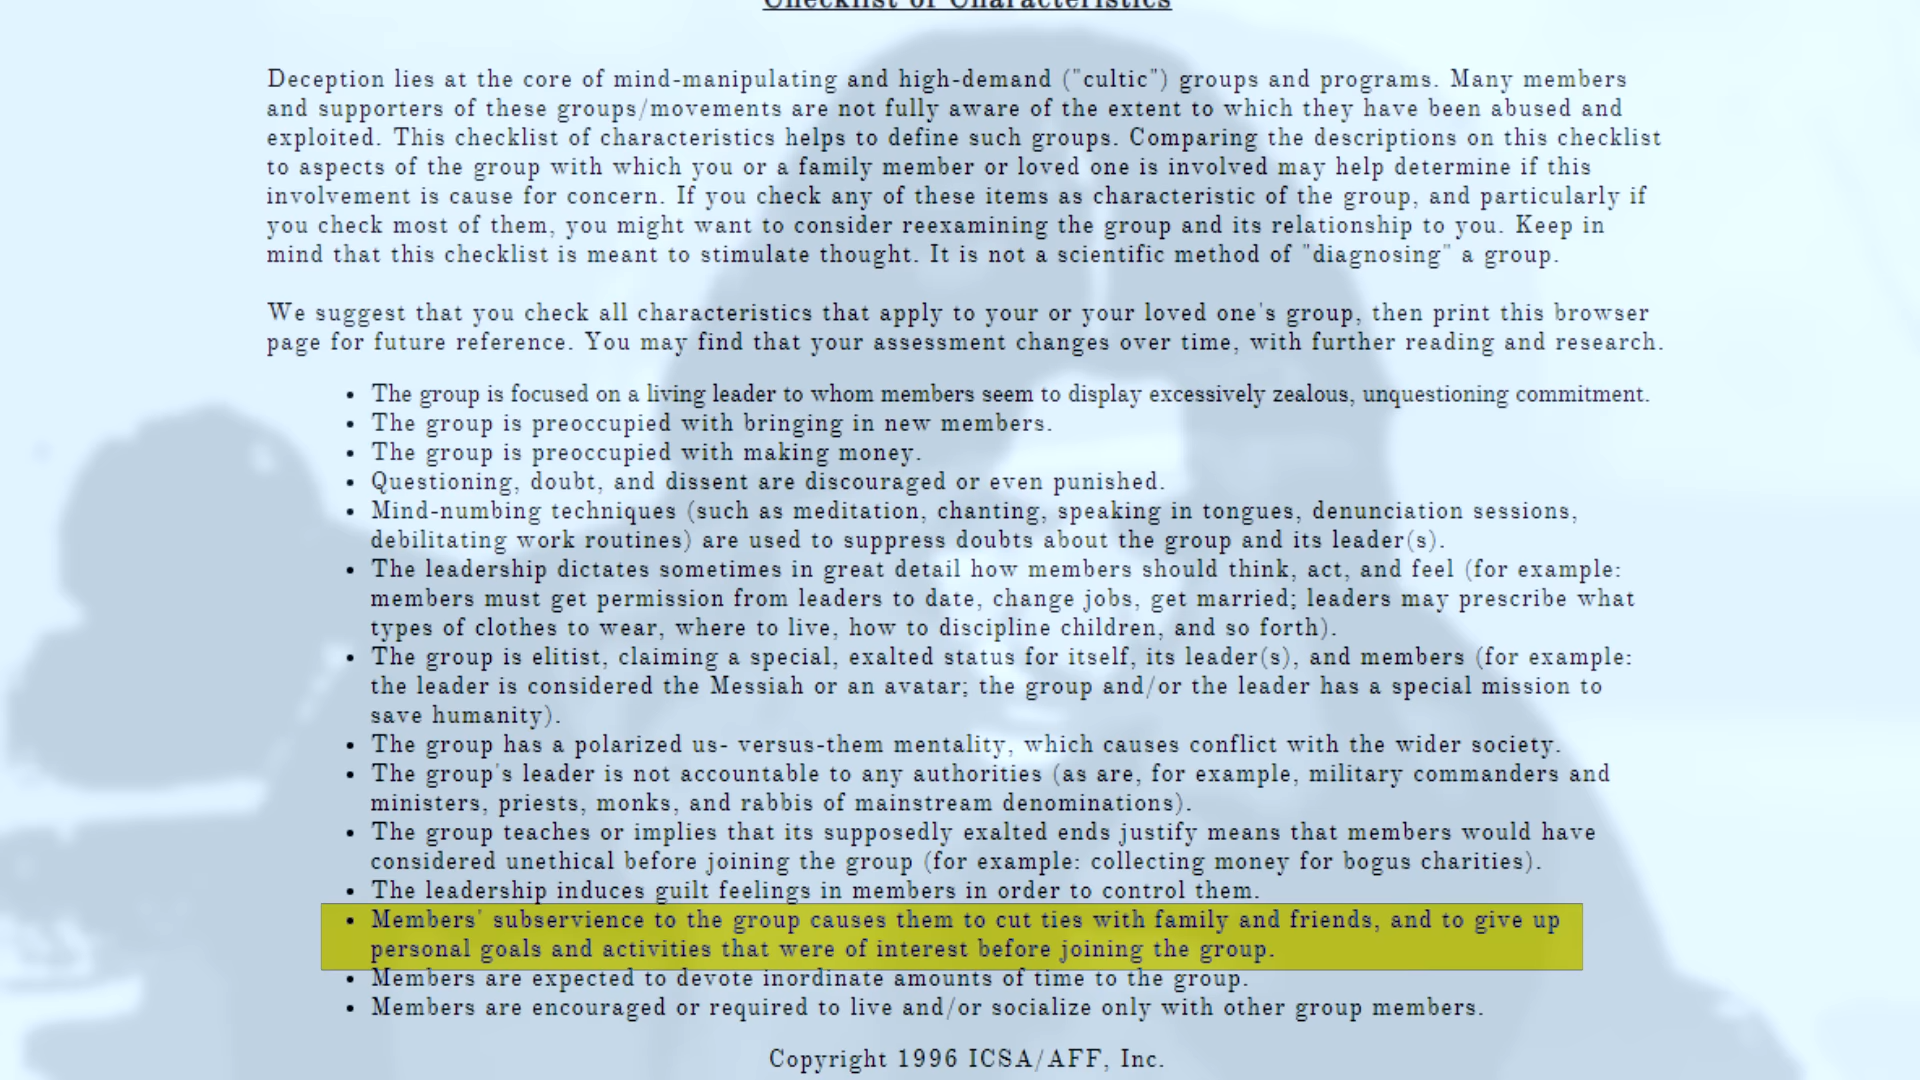 Checklist of Characteristics
Deception lies at the core of mind-manipulating and high-demand ("cultic") groups and programs. Many members
and supporters of these groups/movements are not fully aware of the extent to which they have been abused and
exploited. This checklist of characteristics helps to define such groups. Comparing the descriptions on this checklist
to aspects of the group with which you or a family member or loved one is involved may help determine if this
involvement is cause for concern. If you check any of these items as characteristic of the group, and particularly if
you check most of them, you might want to consider reexamining the group and its relationship to you. Keep in
mind that this checklist is meant to stimulate thought. It is not a scientific method of "diagnosing" a group.
We suggest that you check all characteristics that apply to your or your loved one's group, then print this browser
page for future reference. You may find that your assessment changes over time, with further reading and research.
• The group is focused on a living leader to whom members seem to display excessively zealous, unquestioning commitment.
• The group is preoccupied with bringing in new members.
• The group is preoccupied with making money.
• Questioning, doubt, and dissent are discouraged or even punished.
• Mind-numbing techniques (such as meditation, chanting, speaking in tongues, denunciation sessions,
debilitating work routines) are used to suppress doubts about the group and its leader(s).
• The leadership dictates sometimes in great detail how members should think, act, and feel (for example:
members must get permission from leaders to date, change jobs, get married; leaders may prescribe what
types of clothes to wear, where to live, how to discipline children, and so forth).
• The group is elitist, claiming a special, exalted status for itself, its leader(s), and members (for example:
the leader is considered the Messiah or an avatar; the group and/or the leader has a special mission to
save humanity).
• The group has a polarized us- versus-them mentality, which causes conflict with the wider society.
• The group's leader is not accountable to any authorities (as are, for example, military commanders and
ministers, priests, monks, and rabbis of mainstream denominations).
• The group teaches or implies that its supposedly exalted ends justify means that members would have
considered unethical before joining the group (for example: collecting money for bogus charities).
• The leadership induces guilt feelings in members in order to control them.
• Members' subservience to the group causes them to cut ties with family and friends, and to give up
personal goals and activities that were of interest before joining the group.
• Members are expected to devote inordinate amounts of time to the group.
• Members are encouraged or required to live and/or socialize only with other group members.
Copyright 1996 ICSA/AFF, Inc.